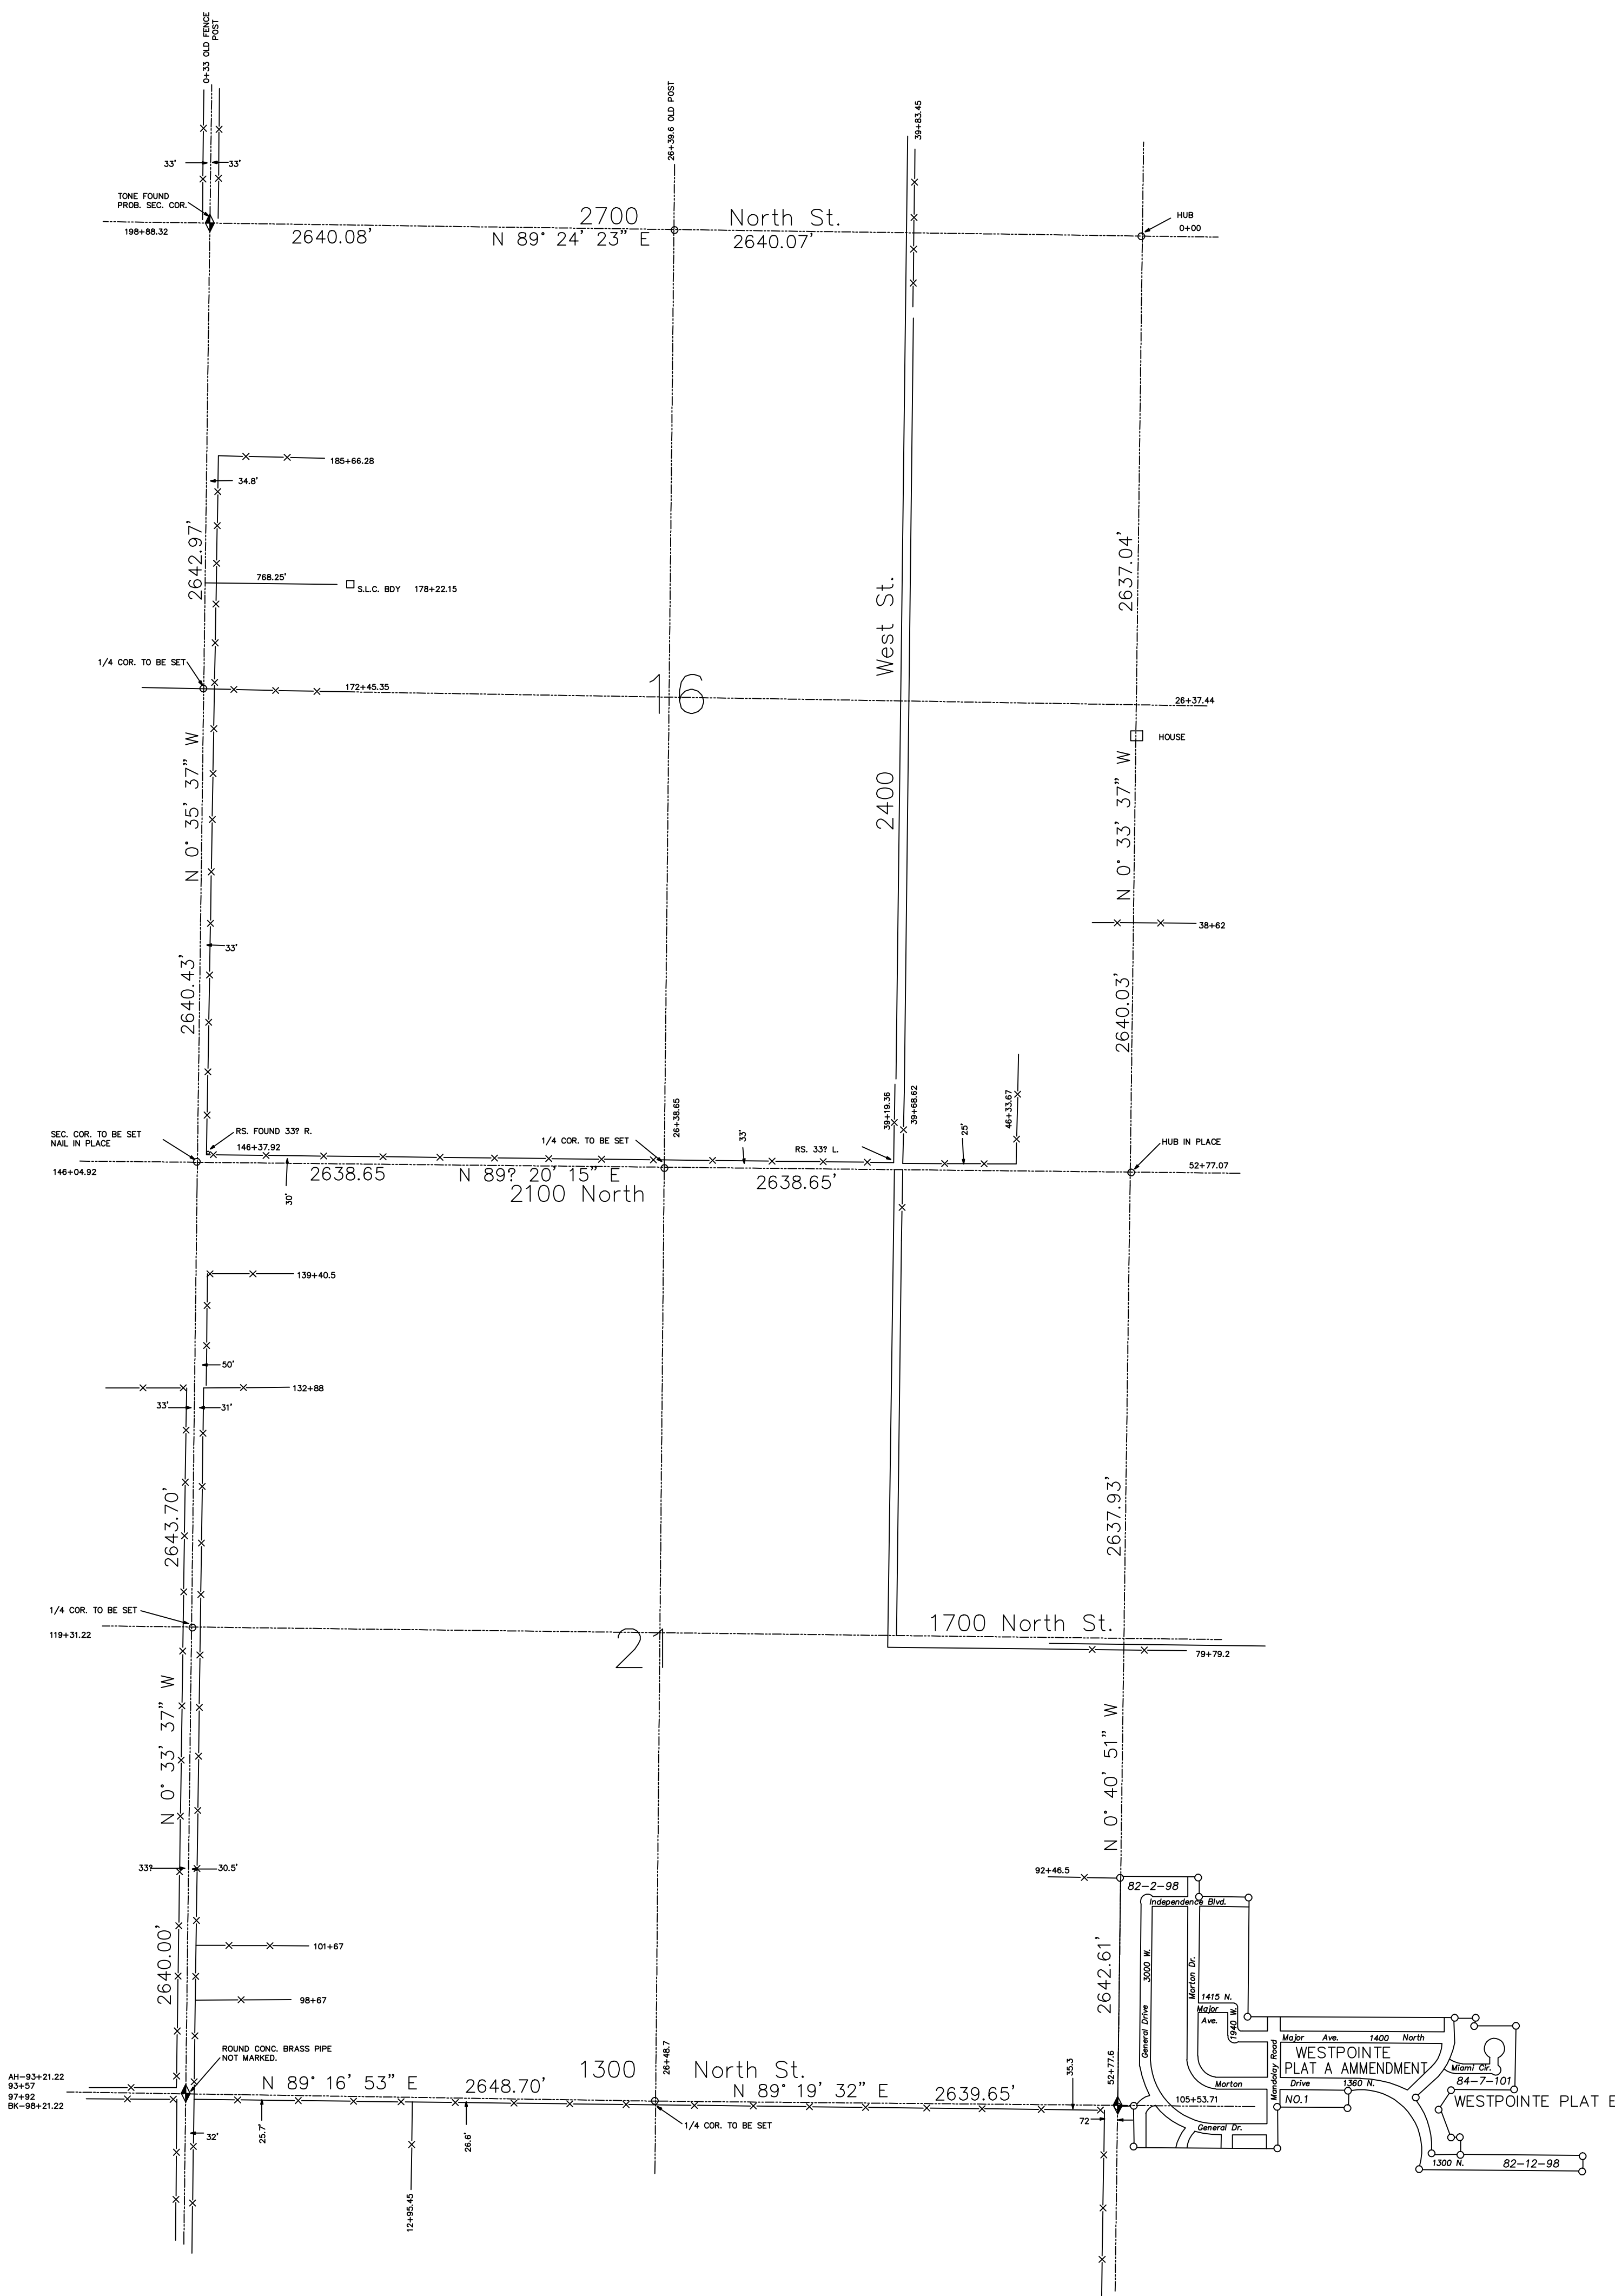 0+33 OLD FENCE
POST
26+39.6 OLD POST
39+83.45
33'
33'
TONE FOUND
PROB. SEC. COR.
198+88.32
2700 North St.
2640.08'
N 89° 24' 23" E
2640.07'
HUB
0+00
185+66.28
34.8'
2642.97'
768.25'
S.L.C. BDY 178+22.15
West St.
2637.04'
1/4 COR. TO BE SET
172+45.35
16
26+37.44
HOUSE
N 0° 35' 37" W
2400
N 0° 33' 37" W
38+62
33'
2640.43'
2640.03'
SEC. COR. TO BE SET
NAIL IN PLACE
146+04.92
RS. FOUND 33? R.
146+37.92
30'
2638.65
N 89? 20' 15" E
2100 North
1/4 COR. TO BE SET
26+38.65
33'
RS. 33? L.
2638.65'
39+19.36
39+68.62
25'
46+33.67
HUB IN PLACE
52+77.07
139+40.5
50'
132+88
33'
31'
2643.70'
2637.93'
1/4 COR. TO BE SET
119+31.22
21
1700 North St.
79+79.2
N 0° 33' 37" W
N 0° 40' 51" W
33?
30.5'
92+46.5
82-2-98
Independence Blvd.
101+67
2640.00'
2642.61'
98+67
General Drive 3000 W.
Morton Dr.
1415 N.
Major
Ave.
1940 W.
Mandalay Road
Major Ave. 1400 North
WESTPOINTE
PLAT A AMMENDMENT
Miami Cir.
84-7-101
WESTPOINTE PLAT B
Morton Drive 1360 N.
NO.1
General Dr.
1300 N.
82-12-98
ROUND CONC. BRASS PIPE
NOT MARKED.
AH-93+21.22
93+57
97+92
BK-98+21.22
N 89° 16' 53" E
2648.70'
1300 North St.
26+48.7
N 89° 19' 32" E
2639.65'
35.3
52+77.6
105+53.71
72
1/4 COR. TO BE SET
32'
25.7'
26.6'
12+95.45